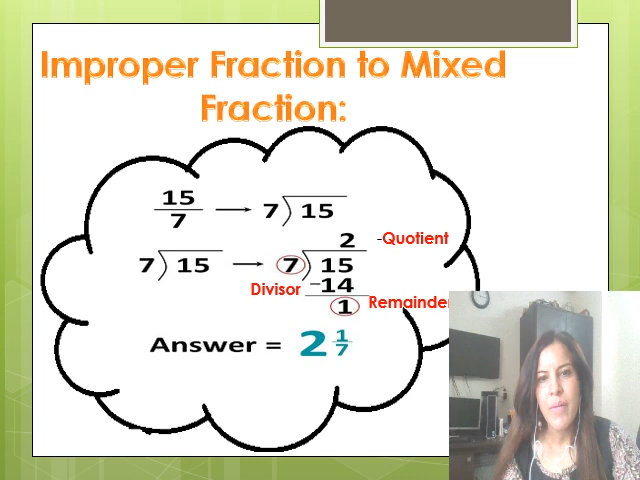 Improper Fraction to Mixed
Fraction:
15/7 → 7)15
2 -Quotient
7)15 → 7)15
Divisor −14
1 Remainder
Answer = 2 1/7